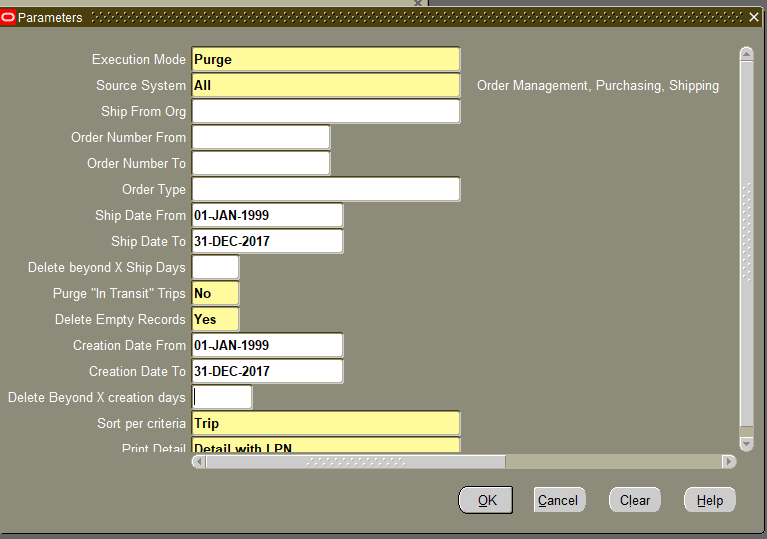 Parameters
Execution Mode Purge
Source System All Order Management, Purchasing, Shipping
Ship From Org
Order Number From
Order Number To
Order Type
Ship Date From 01-JAN-1999
Ship Date To 31-DEC-2017
Delete beyond X Ship Days
Purge "In Transit" Trips No
Delete Empty Records Yes
Creation Date From 01-JAN-1999
Creation Date To 31-DEC-2017
Delete Beyond X creation days
Sort per criteria Trip
Print Detail Detail with LPN
OK Cancel Clear Help